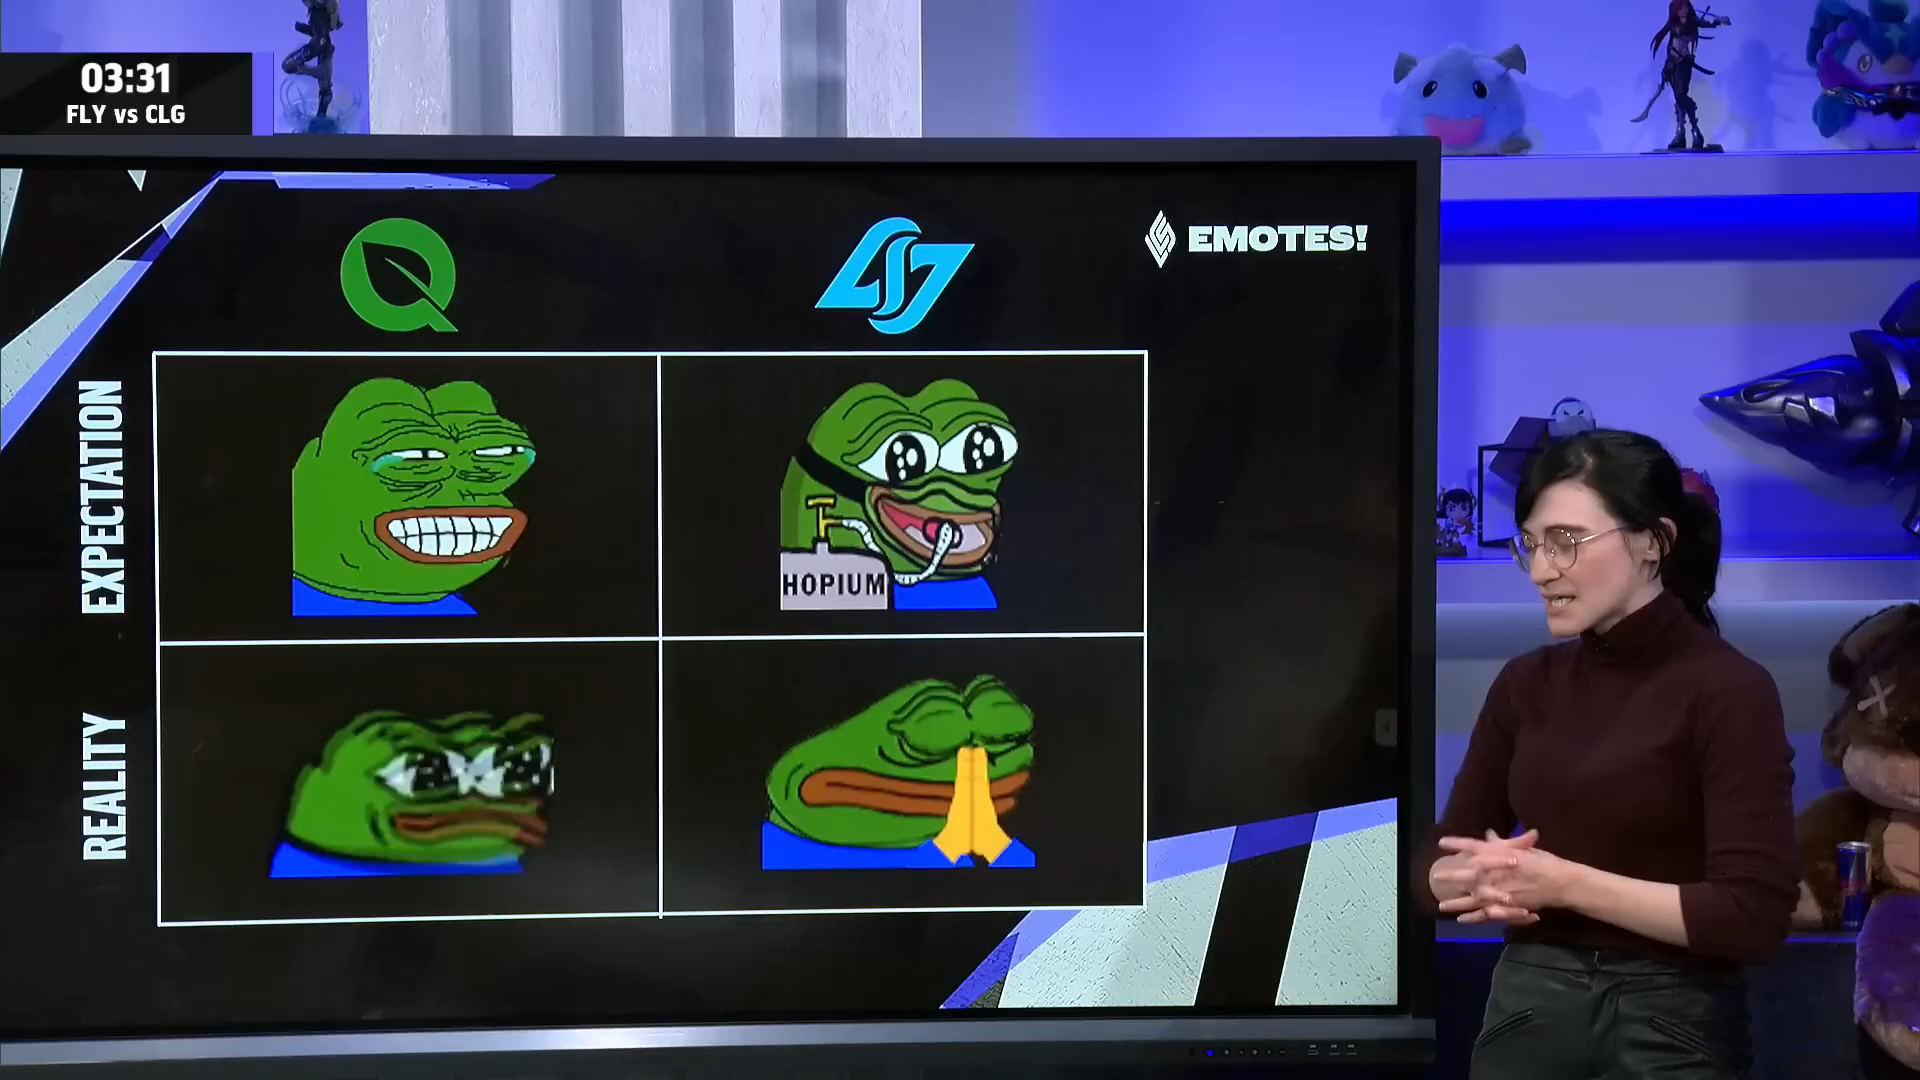 03:31
FLY vs CLG
EMOTES!
EXPECTATION
HOPIUM
REALITY